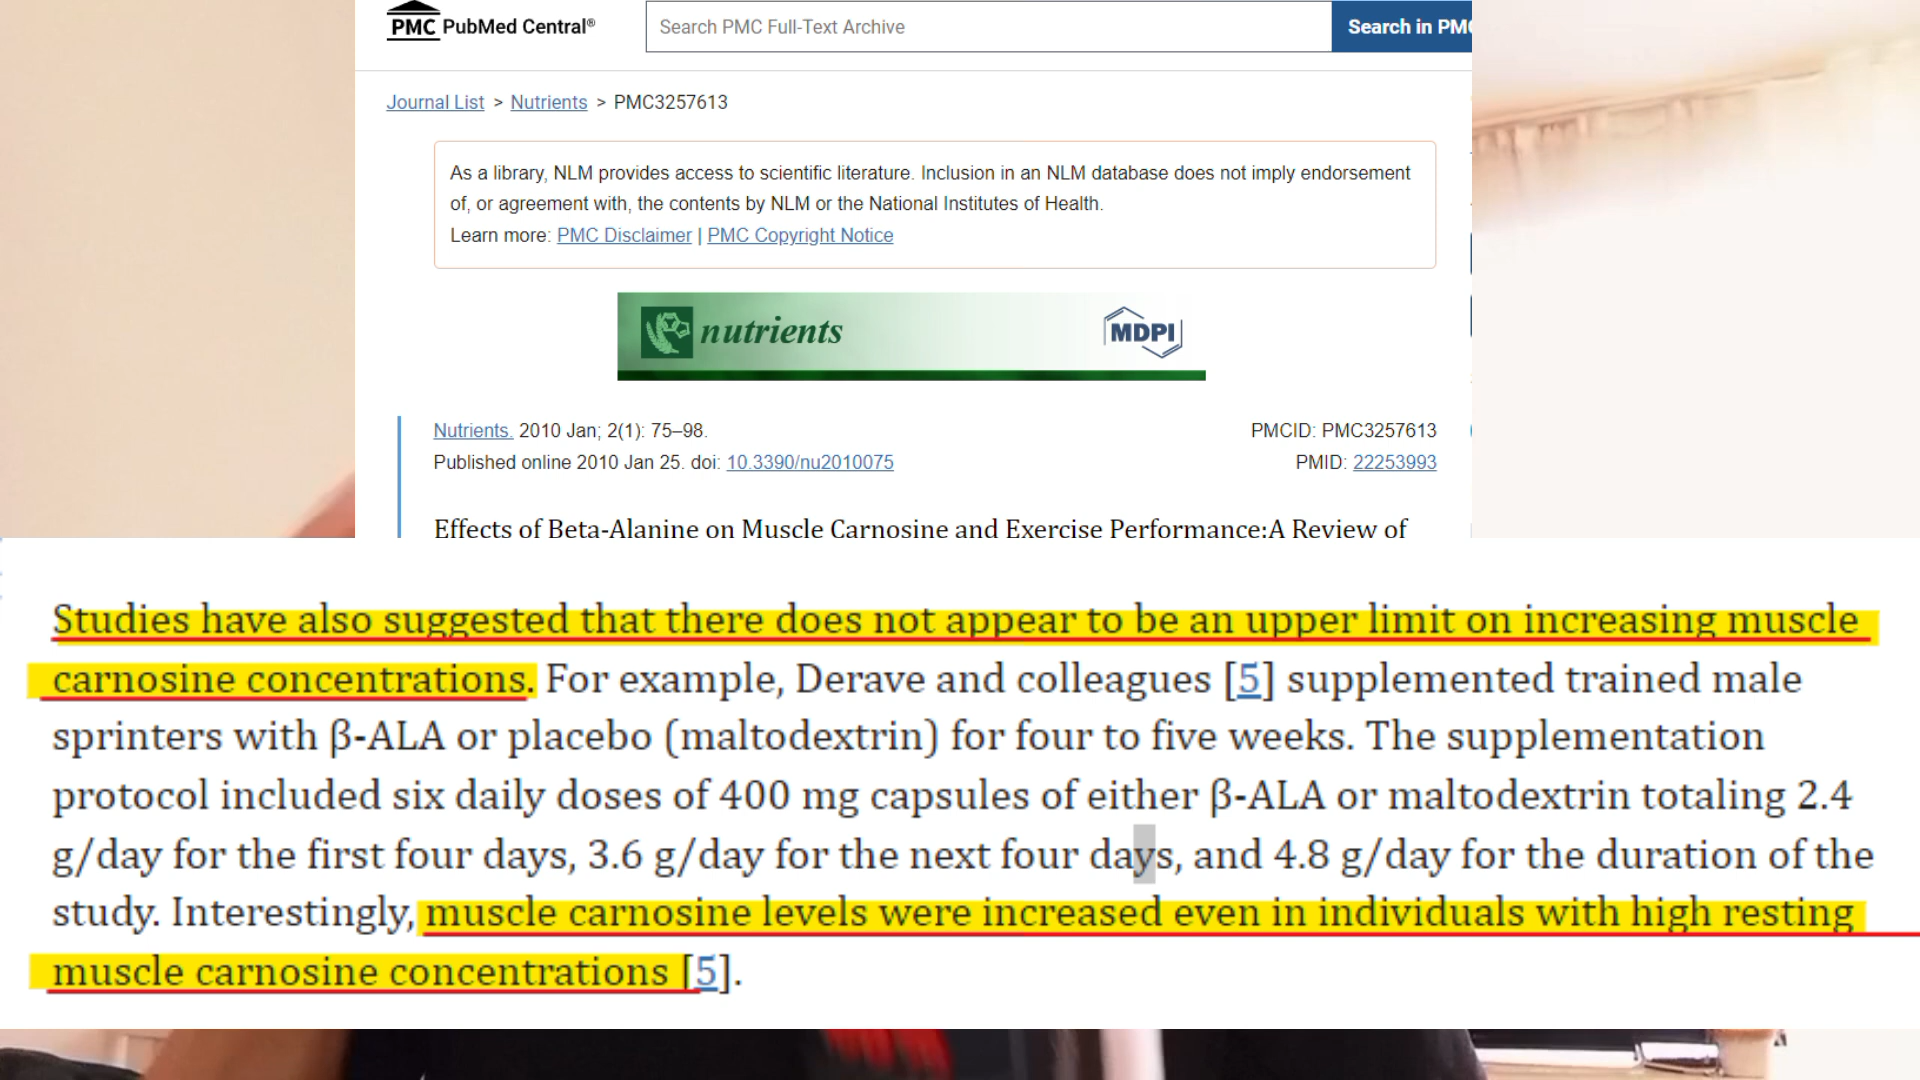 PMC PubMed Central®
Search PMC Full-Text Archive
Search in PMC
Journal List > Nutrients > PMC3257613
As a library, NLM provides access to scientific literature. Inclusion in an NLM database does not imply endorsement
of, or agreement with, the contents by NLM or the National Institutes of Health.
Learn more: PMC Disclaimer | PMC Copyright Notice
nutrients
MDPI
Nutrients. 2010 Jan; 2(1): 75–98.
PMCID: PMC3257613
Published online 2010 Jan 25. doi: 10.3390/nu2010075
PMID: 22253993
Effects of Beta-Alanine on Muscle Carnosine and Exercise Performance:A Review of
Studies have also suggested that there does not appear to be an upper limit on increasing muscle
carnosine concentrations. For example, Derave and colleagues [5] supplemented trained male
sprinters with β-ALA or placebo (maltodextrin) for four to five weeks. The supplementation
protocol included six daily doses of 400 mg capsules of either β-ALA or maltodextrin totaling 2.4
g/day for the first four days, 3.6 g/day for the next four days, and 4.8 g/day for the duration of the
study. Interestingly, muscle carnosine levels were increased even in individuals with high resting
muscle carnosine concentrations [5].